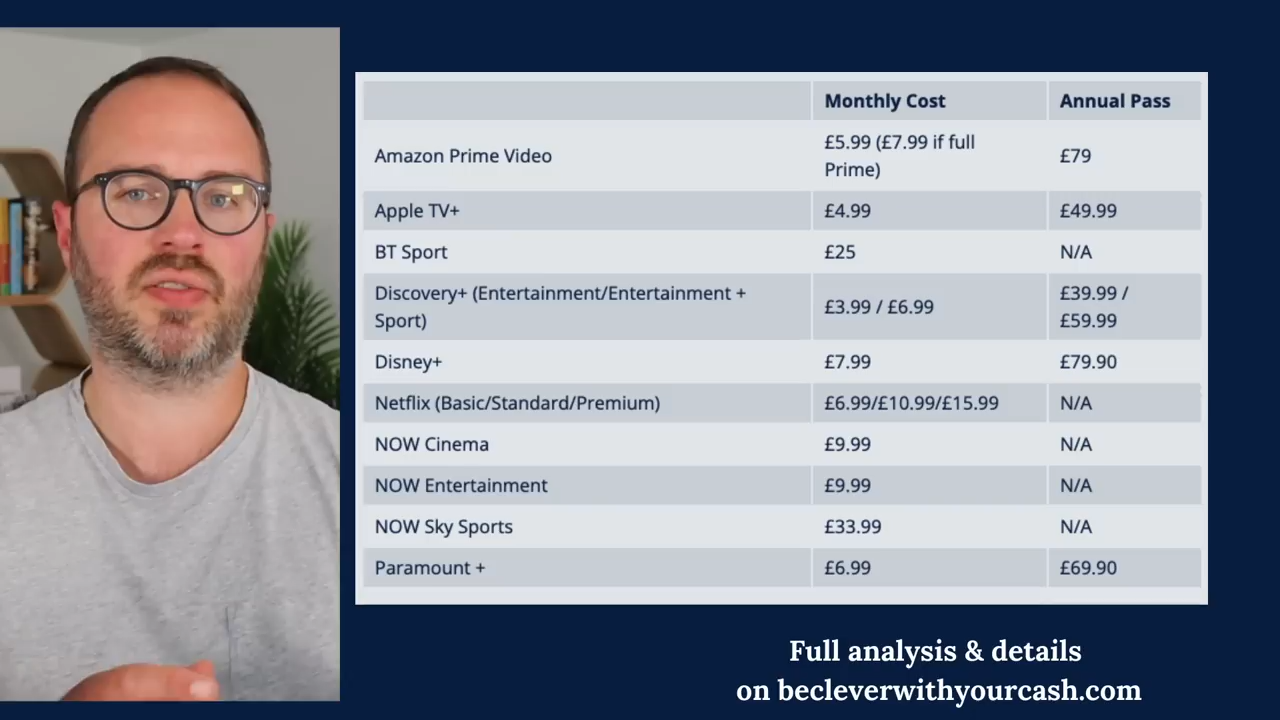 Monthly Cost Annual Pass
Amazon Prime Video £5.99 (£7.99 if full Prime) £79
Apple TV+ £4.99 £49.99
BT Sport £25 N/A
Discovery+ (Entertainment/Entertainment + Sport) £3.99 / £6.99 £39.99 / £59.99
Disney+ £7.99 £79.90
Netflix (Basic/Standard/Premium) £6.99/£10.99/£15.99 N/A
NOW Cinema £9.99 N/A
NOW Entertainment £9.99 N/A
NOW Sky Sports £33.99 N/A
Paramount + £6.99 £69.90
Full analysis & details
on becleverwithyourcash.com